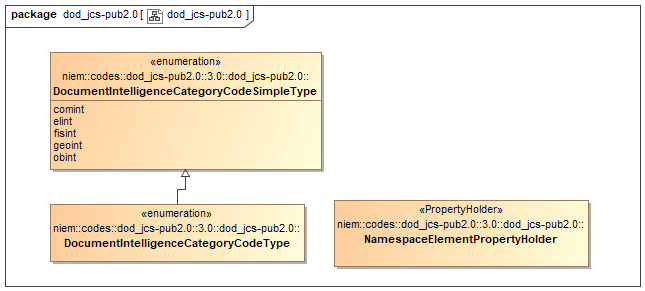 package dod_jcs-pub2.0 [ dod_jcs-pub2.0 ]
«enumeration»
niem::codes::dod_jcs-pub2.0::3.0::dod_jcs-pub2.0::
DocumentIntelligenceCategoryCodeSimpleType
comint
elint
fisint
geoint
obint
«enumeration»
niem::codes::dod_jcs-pub2.0::3.0::dod_jcs-pub2.0::
DocumentIntelligenceCategoryCodeType
«PropertyHolder»
niem::codes::dod_jcs-pub2.0::3.0::dod_jcs-pub2.0::
NamespaceElementPropertyHolder